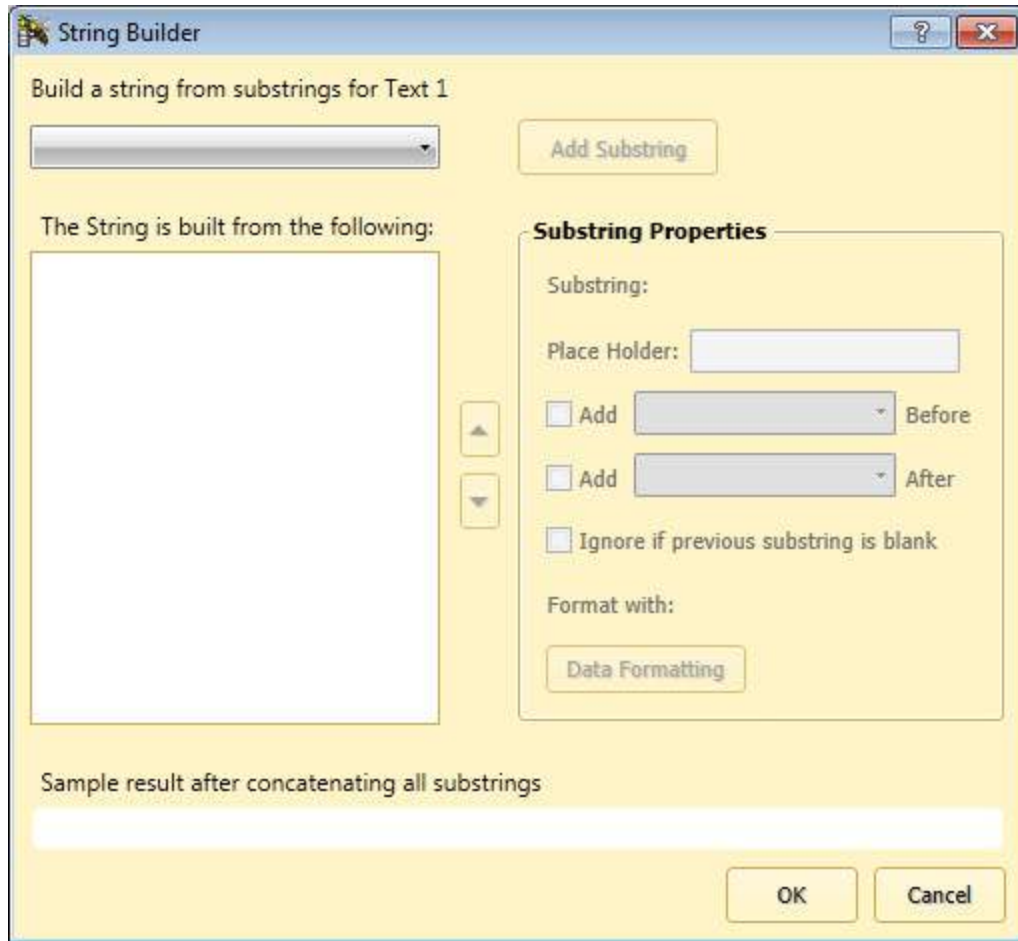 String Builder
Build a string from substrings for Text 1
Add Substring
The String is built from the following:
Substring Properties
Substring:
Place Holder:
Add Before
Add After
Ignore if previous substring is blank
Format with:
Data Formatting
Sample result after concatenating all substrings
OK Cancel